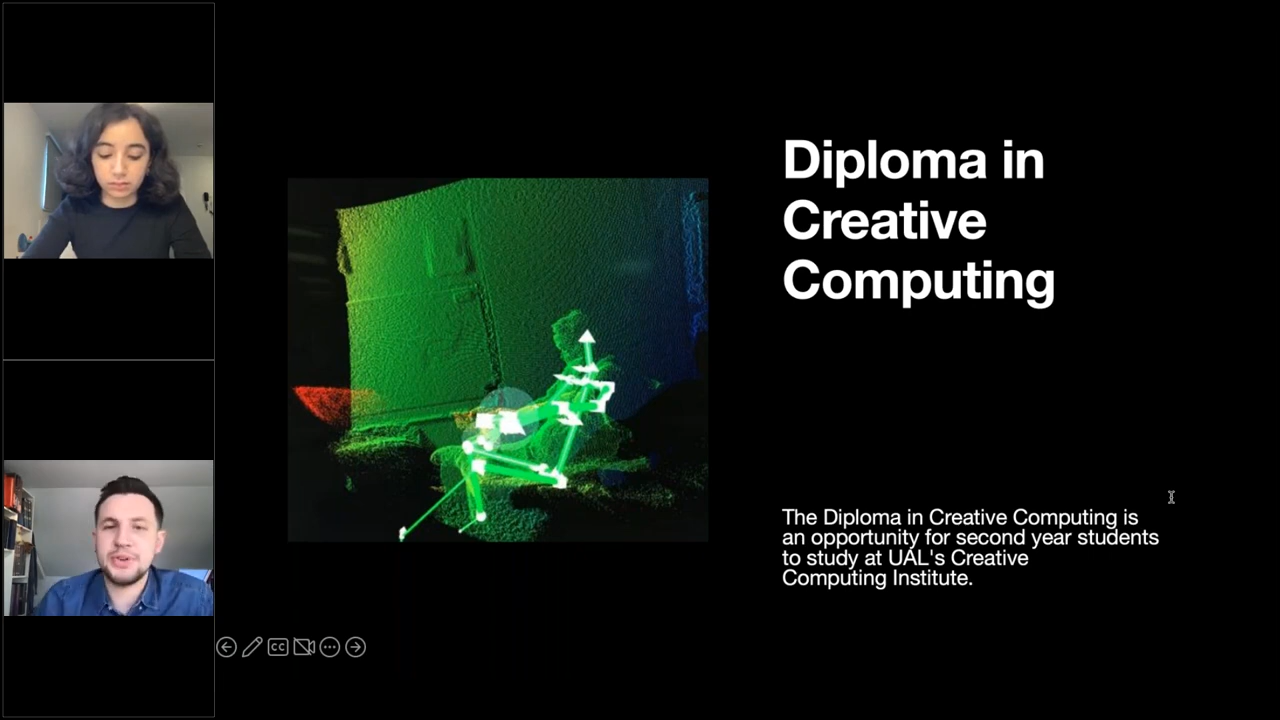 Diploma in
Creative
Computing
The Diploma in Creative Computing is
an opportunity for second year students
to study at UAL's Creative
Computing Institute.
CC